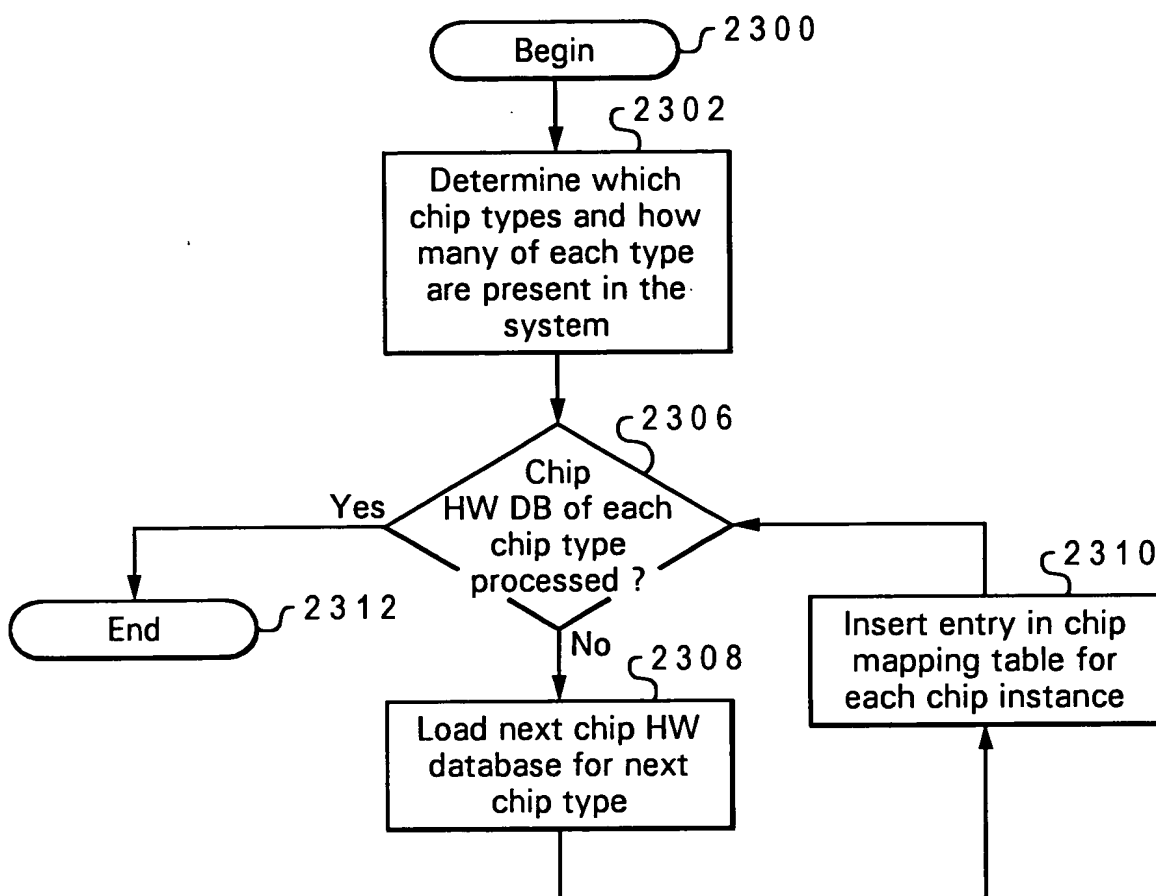 Begin
2300
2302
Determine which
chip types and how
many of each type
are present in the
system
2306
Chip
HW DB of each
chip type
processed ?
Yes
2310
Insert entry in chip
mapping table for
each chip instance
End
2312
No
2308
Load next chip HW
database for next
chip type